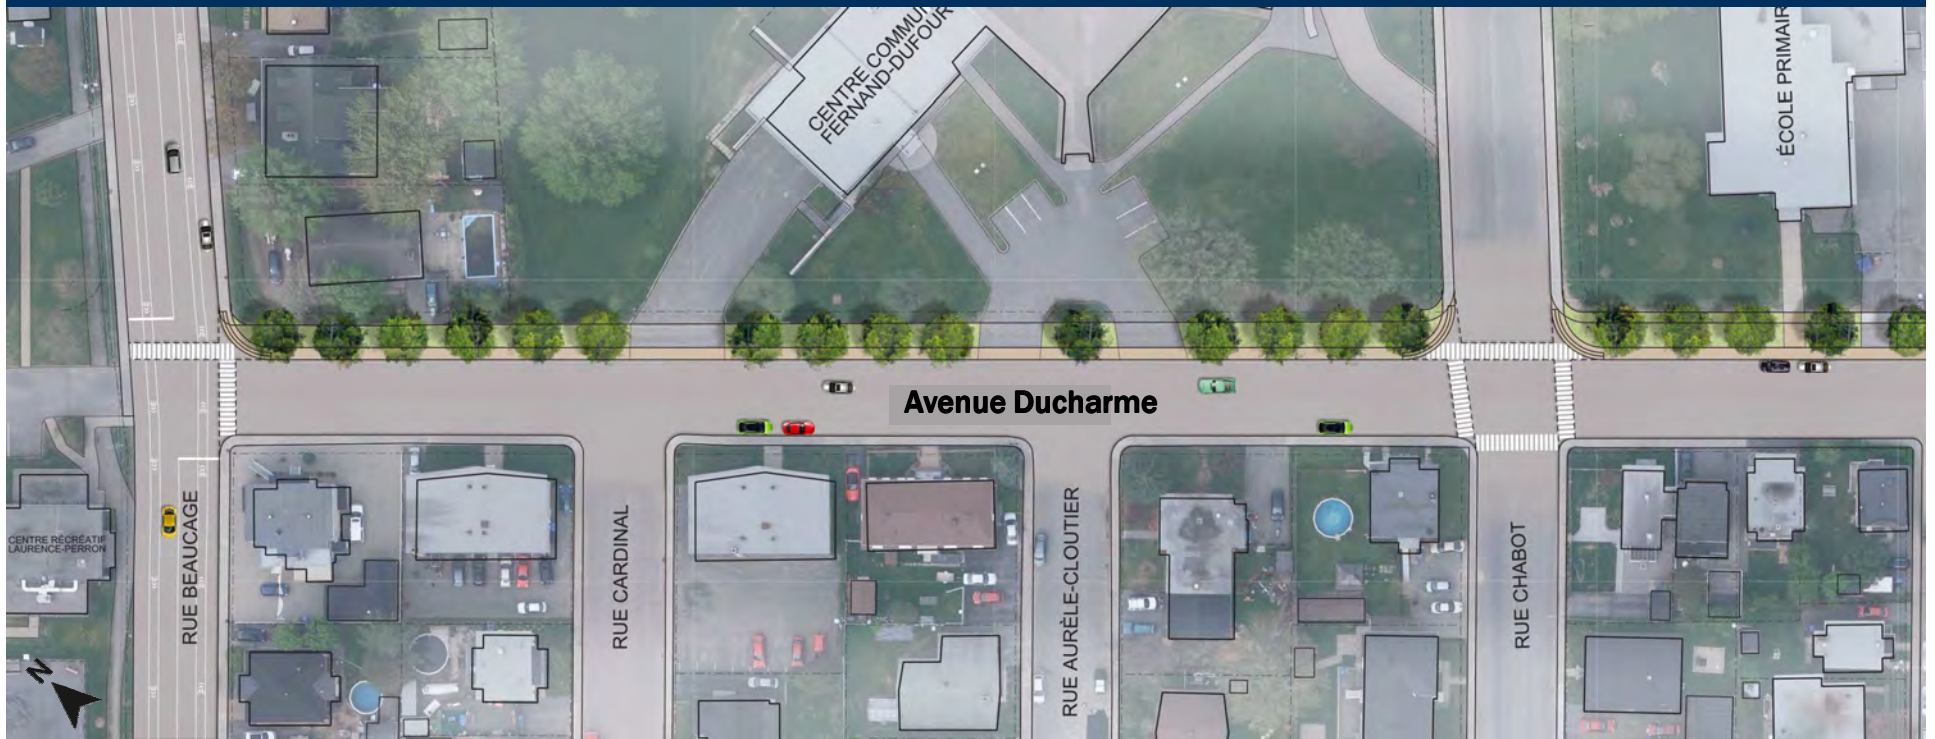 CENTRE COMMU
FERNAND-DUFOUR
ÉCOLE PRIMAIR
Avenue Ducharme
CENTRE RÉCRÉATIF
LAURENCE-PERRON
RUE BEAUCAGE
RUE CARDINAL
RUE AURÈLE-CLOUTIER
RUE CHABOT
N